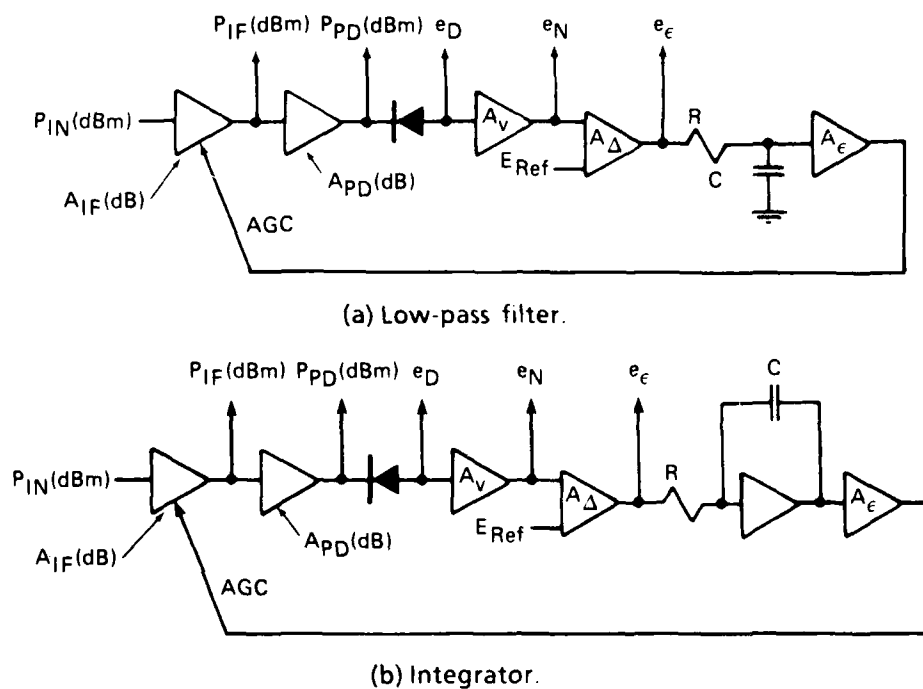 P_IF(dBm) P_PD(dBm) e_D e_N e_ϵ
P_IN(dBm) A_v A_Δ R A_ϵ
E_Ref C
A_IF(dB) A_PD(dB)
AGC
(a) Low-pass filter.
P_IF(dBm) P_PD(dBm) e_D e_N e_ϵ C
P_IN(dBm) A_v A_Δ R A_ϵ
E_Ref
A_IF(dB) A_PD(dB)
AGC
(b) Integrator.